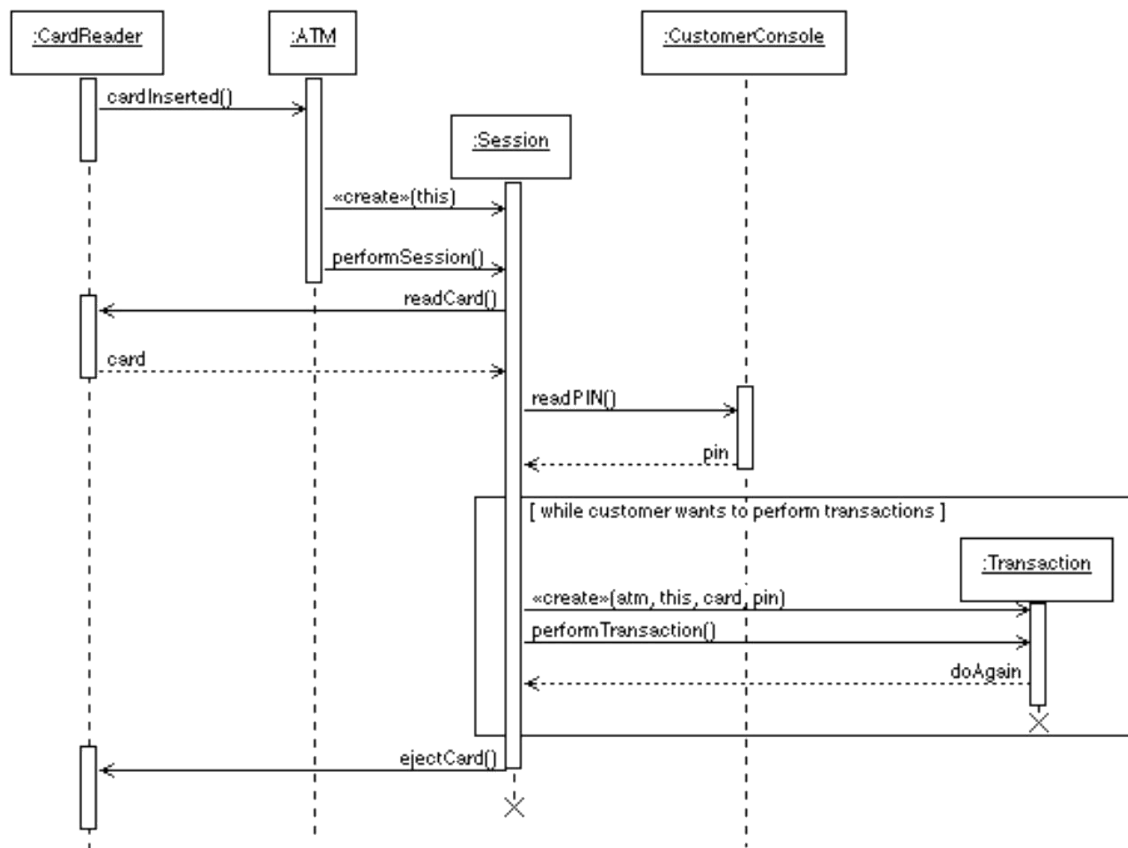 :CardReader
:ATM
:CustomerConsole
cardInserted()
:Session
«create»(this)
performSession()
readCard()
card
readPIN()
pin
[ while customer wants to perform transactions ]
:Transaction
«create»(atm, this, card, pin)
performTransaction()
doAgain
ejectCard()